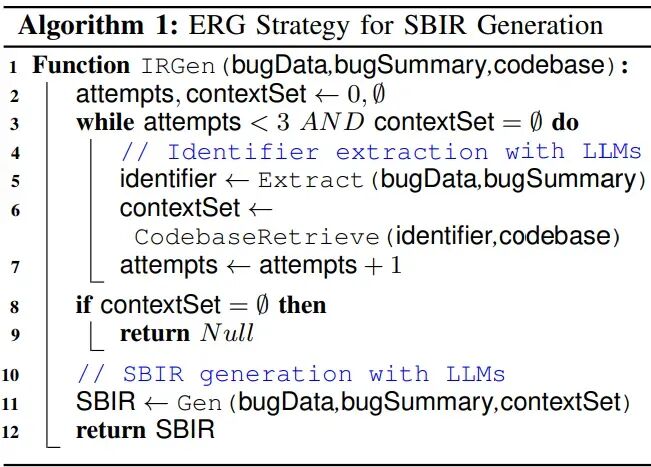 Algorithm 1: ERG Strategy for SBIR Generation
1 Function IRGen(bugData,bugSummary,codebase):
2 attempts, contextSet ← 0, ∅
3 while attempts < 3 AND contextSet = ∅ do
4 // Identifier extraction with LLMs
5 identifier ← Extract(bugData,bugSummary)
6 contextSet ←
CodebaseRetrieve(identifier,codebase)
7 attempts ← attempts + 1
8 if contextSet = ∅ then
9 return Null
10 // SBIR generation with LLMs
11 SBIR ← Gen(bugData,bugSummary,contextSet)
12 return SBIR